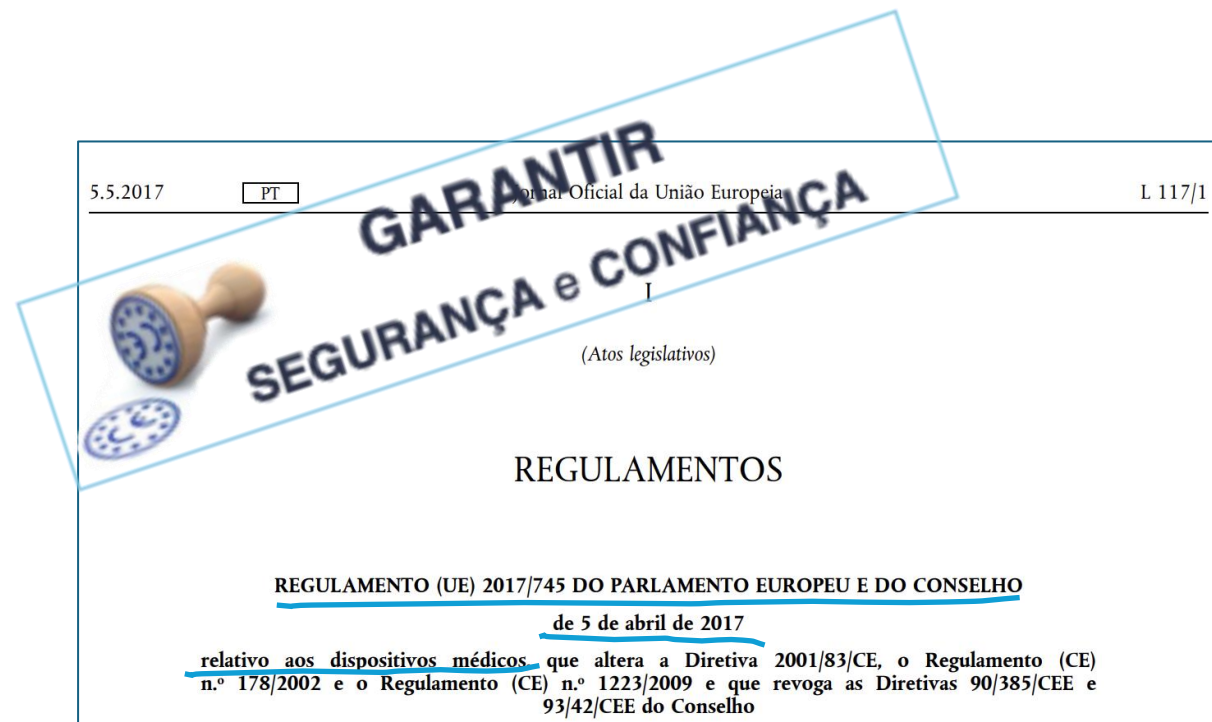 GARANTIR
SEGURANÇA e CONFIANÇA
5.5.2017 PT Jornal Oficial da União Europeia L 117/1
I
(Atos legislativos)
REGULAMENTOS
REGULAMENTO (UE) 2017/745 DO PARLAMENTO EUROPEU E DO CONSELHO
de 5 de abril de 2017
relativo aos dispositivos médicos, que altera a Diretiva 2001/83/CE, o Regulamento (CE)
n.º 178/2002 e o Regulamento (CE) n.º 1223/2009 e que revoga as Diretivas 90/385/CEE e
93/42/CEE do Conselho
CE
CE